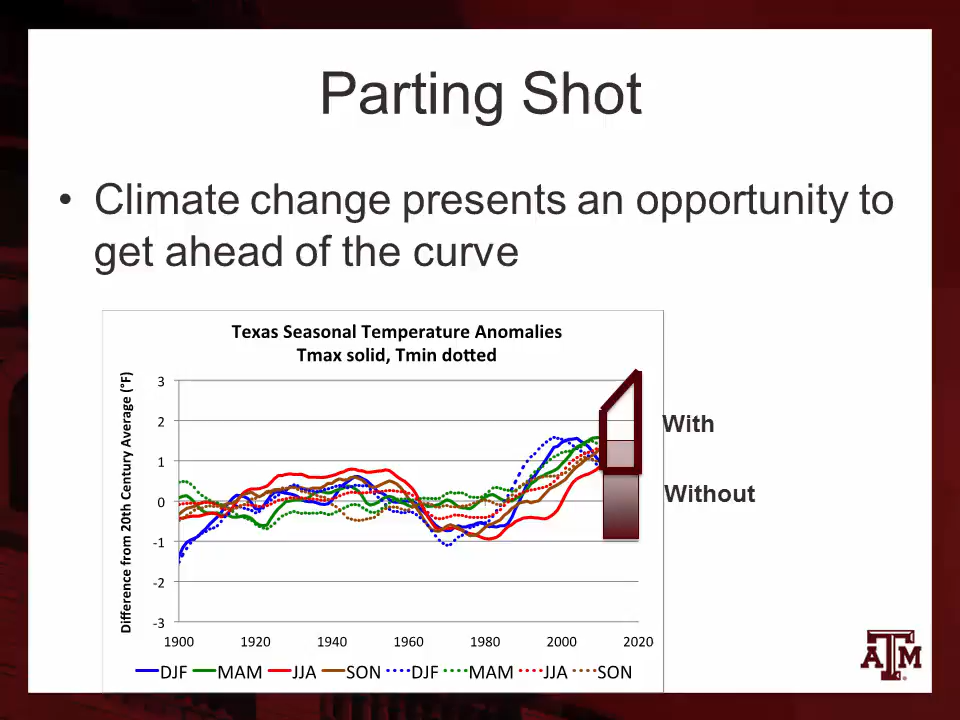 Parting Shot
• Climate change presents an opportunity to
get ahead of the curve
Texas Seasonal Temperature Anomalies
Tmax solid, Tmin dotted
Difference from 20th Century Average (°F)
3
2
1
0
-1
-2
-3
1900 1920 1940 1960 1980 2000 2020
DJF MAM JJA SON DJF MAM JJA SON
With
Without
ATM